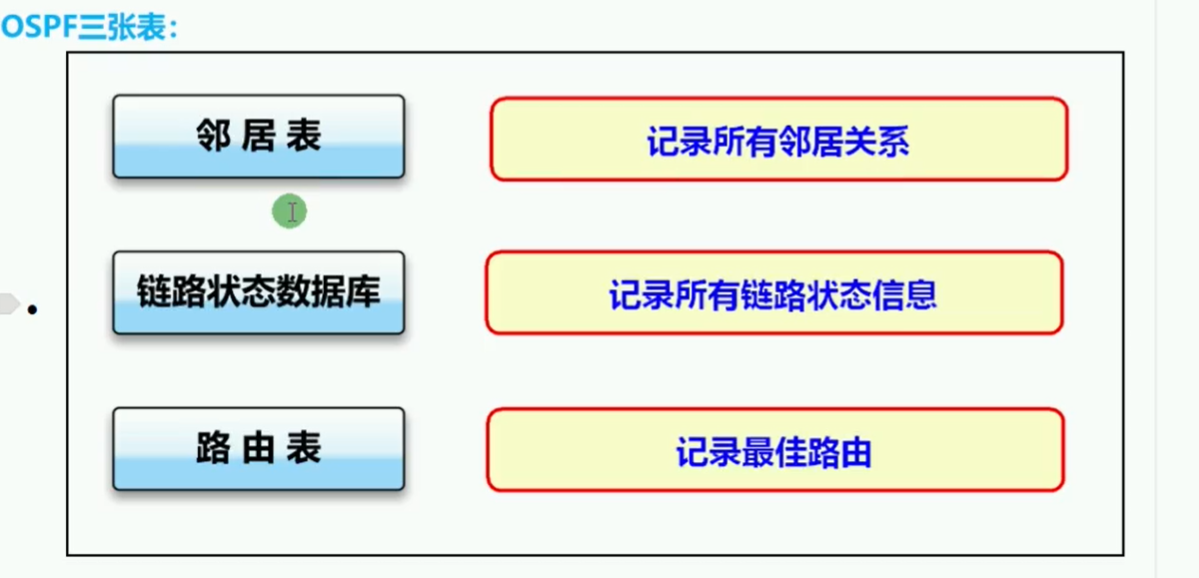 OSPF三张表：
邻 居 表
记录所有邻居关系
链路状态数据库
记录所有链路状态信息
路 由 表
记录最佳路由